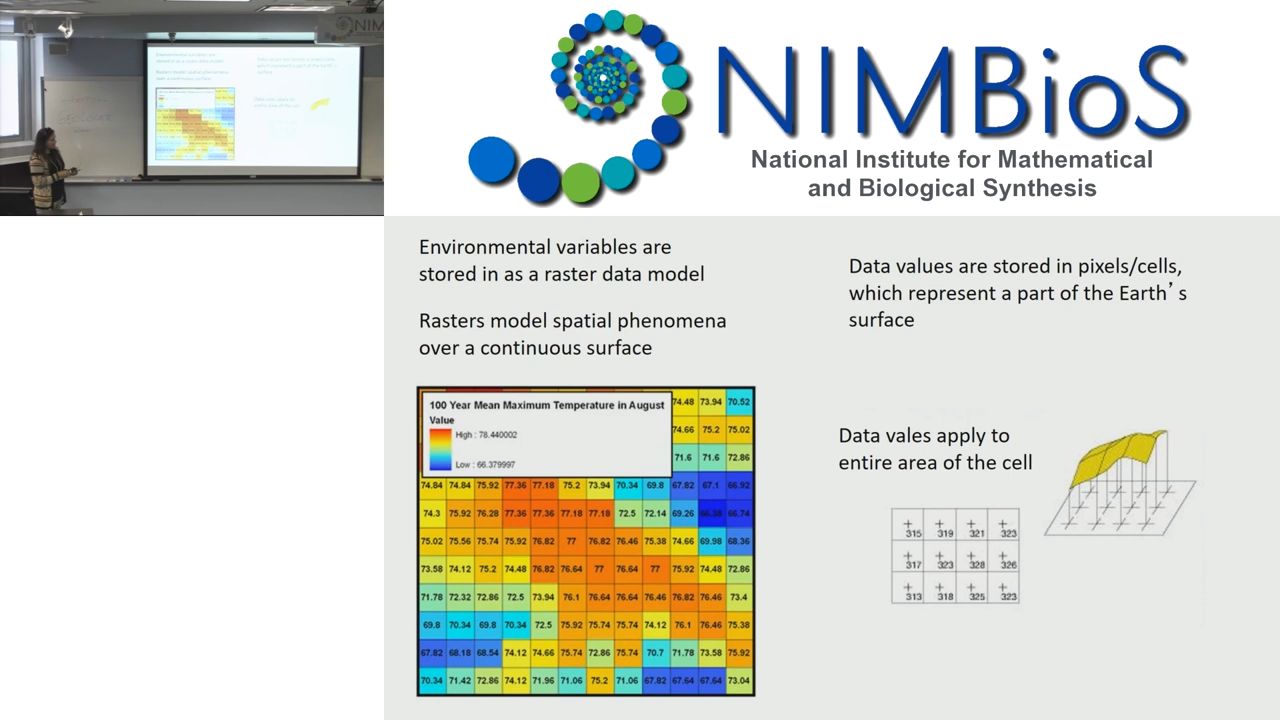 NIMBioS
National Institute for Mathematical
and Biological Synthesis
Environmental variables are
stored in as a raster data model
Rasters model spatial phenomena
over a continuous surface
Data values are stored in pixels/cells,
which represent a part of the Earth's
surface
100 Year Mean Maximum Temperature in August
Value
High : 78.440002
Low : 66.379997
74.48 73.94 70.52
74.66 75.2 75.02
71.6 71.6 72.86
74.84 74.84 75.92 77.36 77.18 75.2 73.94 70.34 69.8 67.82 67.1 66.92
74.3 75.92 76.28 77.36 77.36 77.18 77.18 72.5 72.14 69.26 66.38 66.74
75.02 75.56 75.74 75.92 76.82 77 76.82 76.46 75.38 74.66 69.98 68.36
73.58 74.12 75.2 74.48 76.82 76.64 77 76.64 77 75.92 74.48 72.86
71.78 72.32 72.86 72.5 73.94 76.1 76.64 76.64 76.46 76.82 76.46 73.4
69.8 70.34 69.8 70.34 72.5 75.92 75.74 75.74 74.12 76.1 76.46 75.38
67.82 68.18 68.54 74.12 74.66 75.74 72.86 75.74 70.7 71.78 73.58 75.92
70.34 71.42 72.86 74.12 71.96 71.06 75.2 71.06 67.82 67.64 67.64 73.04
Data vales apply to
entire area of the cell
315 319 321 323
317 323 328 326
313 318 325 323